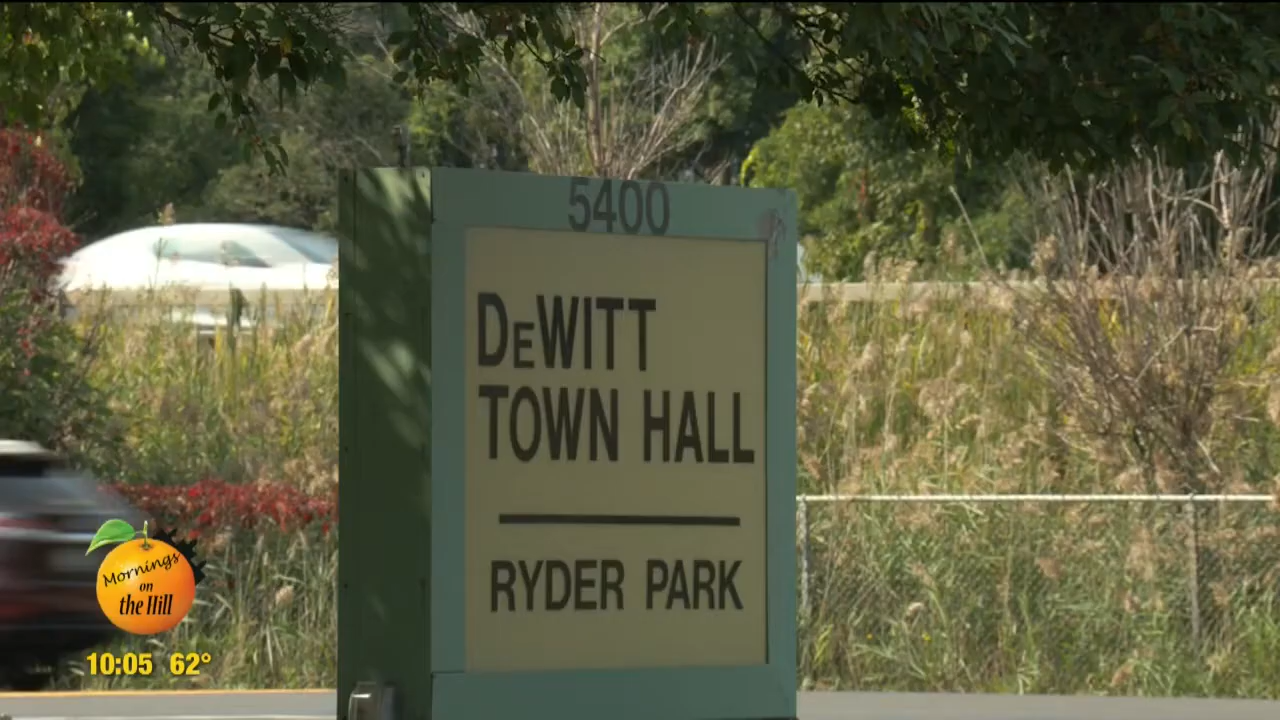 5400
DeWITT
TOWN HALL
RYDER PARK
Mornings
on
the Hill
10:05 62°